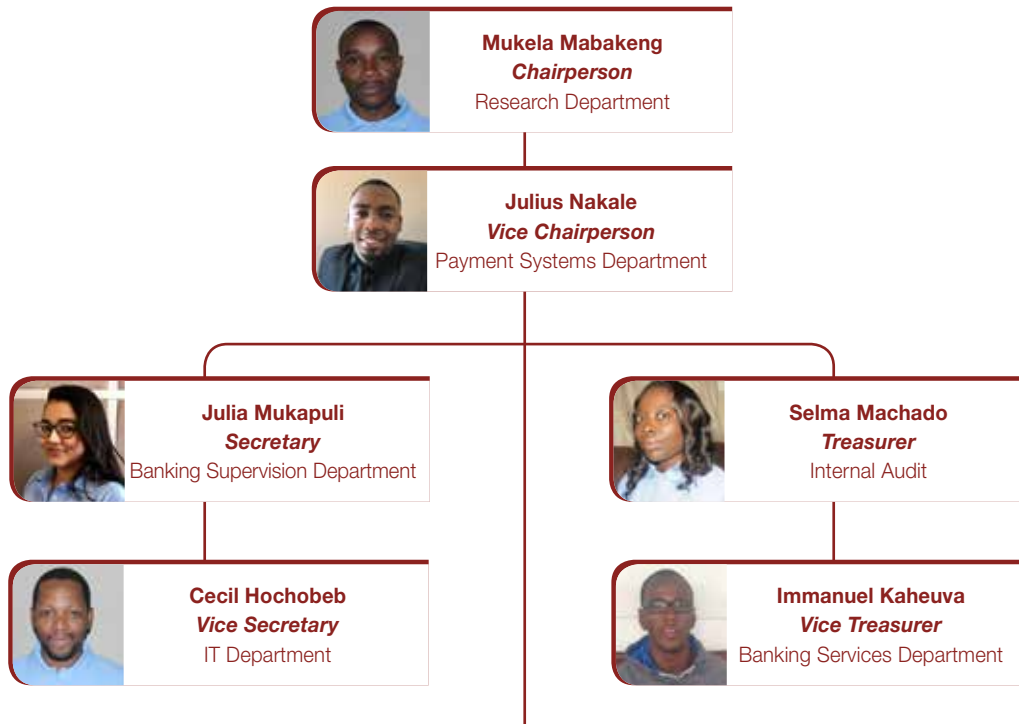 Mukela Mabakeng
Chairperson
Research Department
Julius Nakale
Vice Chairperson
Payment Systems Department
Julia Mukapuli
Secretary
Banking Supervision Department
Selma Machado
Treasurer
Internal Audit
Cecil Hochobeb
Vice Secretary
IT Department
Immanuel Kaheuva
Vice Treasurer
Banking Services Department